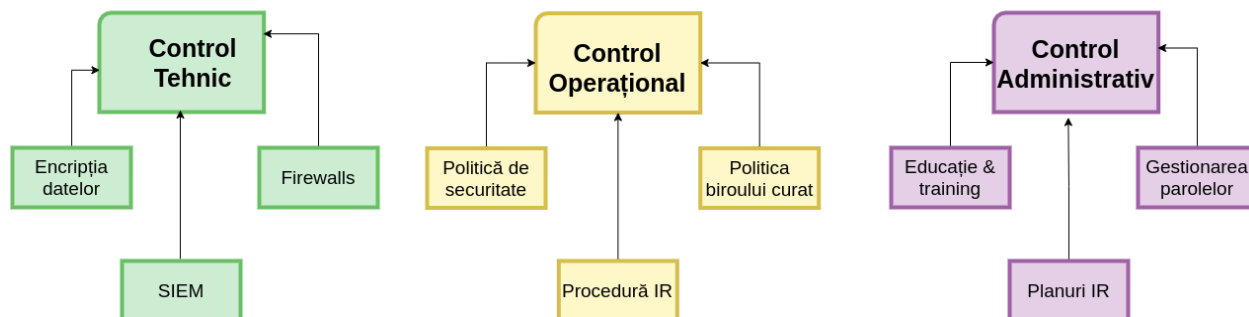 Control
Tehnic
Encripția
datelor
Firewalls
SIEM
Control
Operațional
Politică de
securitate
Politica
biroului curat
Procedură IR
Control
Administrativ
Educație &
training
Gestionarea
parolelor
Planuri IR